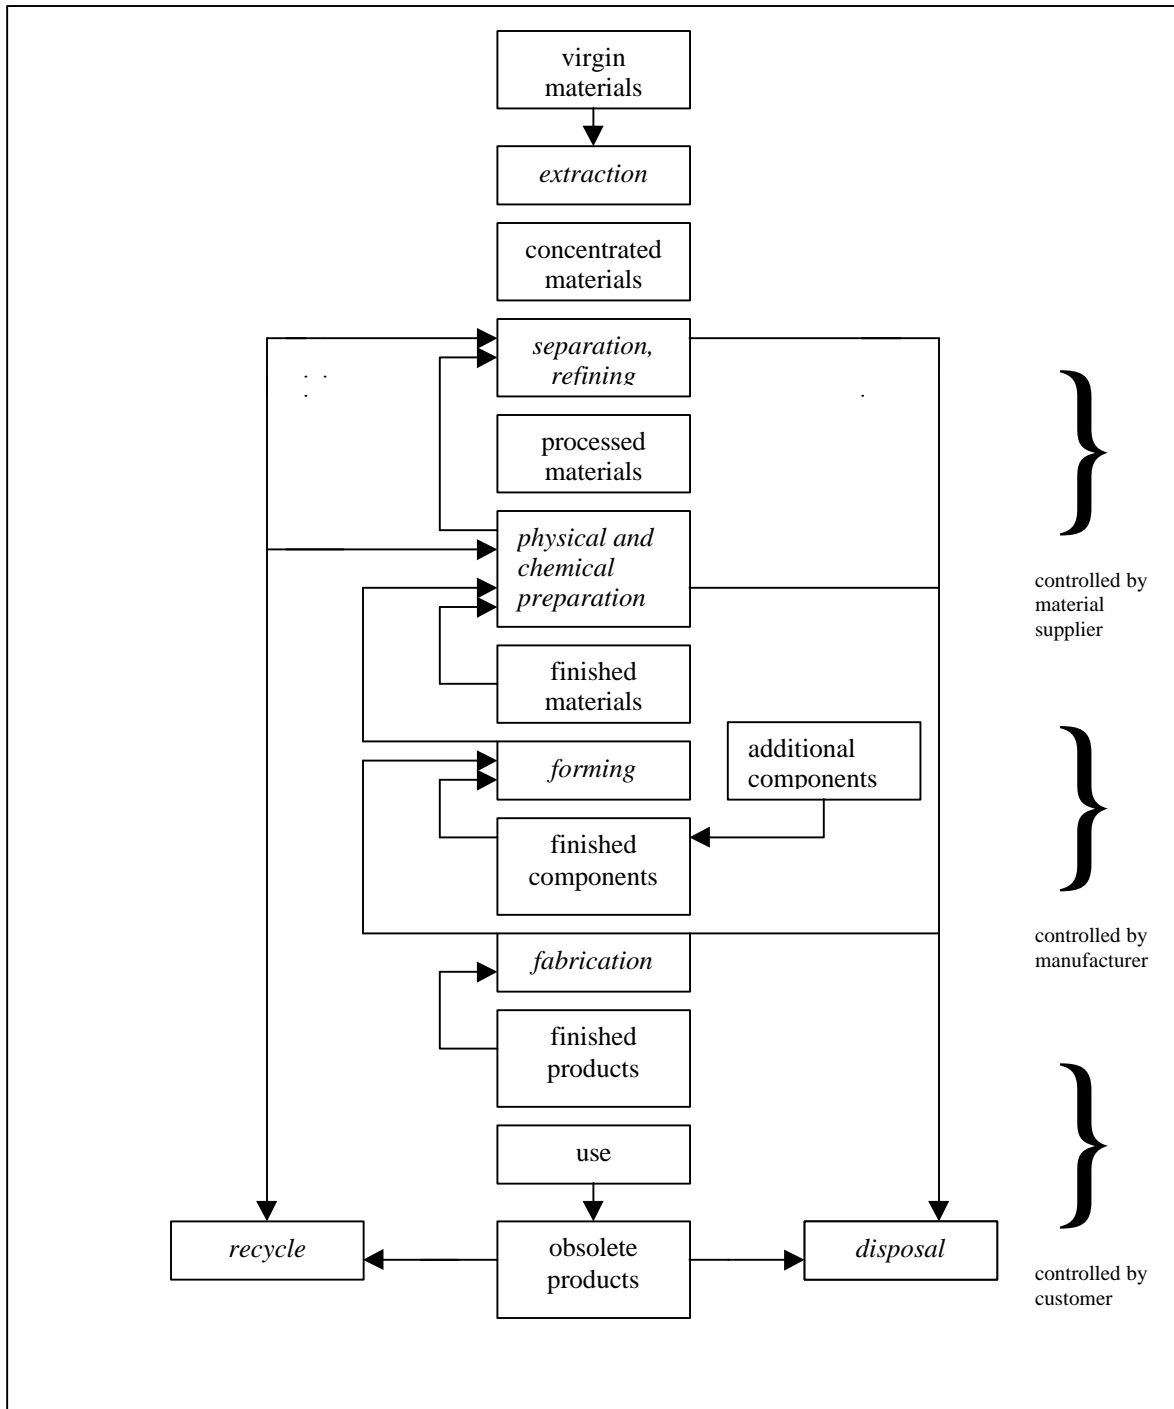 virgin
materials
extraction
concentrated
materials
separation,
refining
processed
materials
physical and
chemical
preparation
controlled by
material
supplier
finished
materials
additional
components
forming
finished
components
controlled by
manufacturer
fabrication
finished
products
use
recycle
obsolete
products
disposal
controlled by
customer